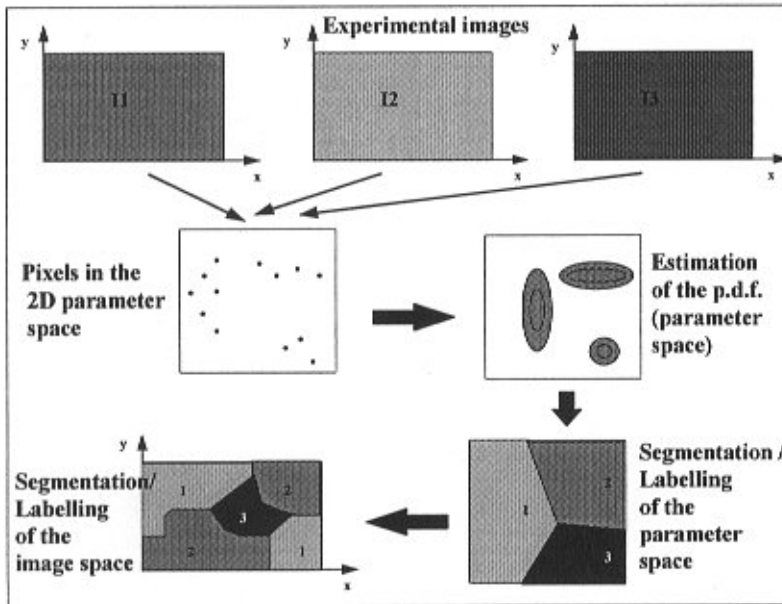 Experimental images
y
y
y
I1
I2
I3
x
x
x
Pixels in the
2D parameter
space
Estimation
of the p.d.f.
(parameter
space)
Segmentation/
Labelling
of the
image space
y
1
2
3
2
1
x
1
2
3
Segmentation /
Labelling
of the
parameter
space